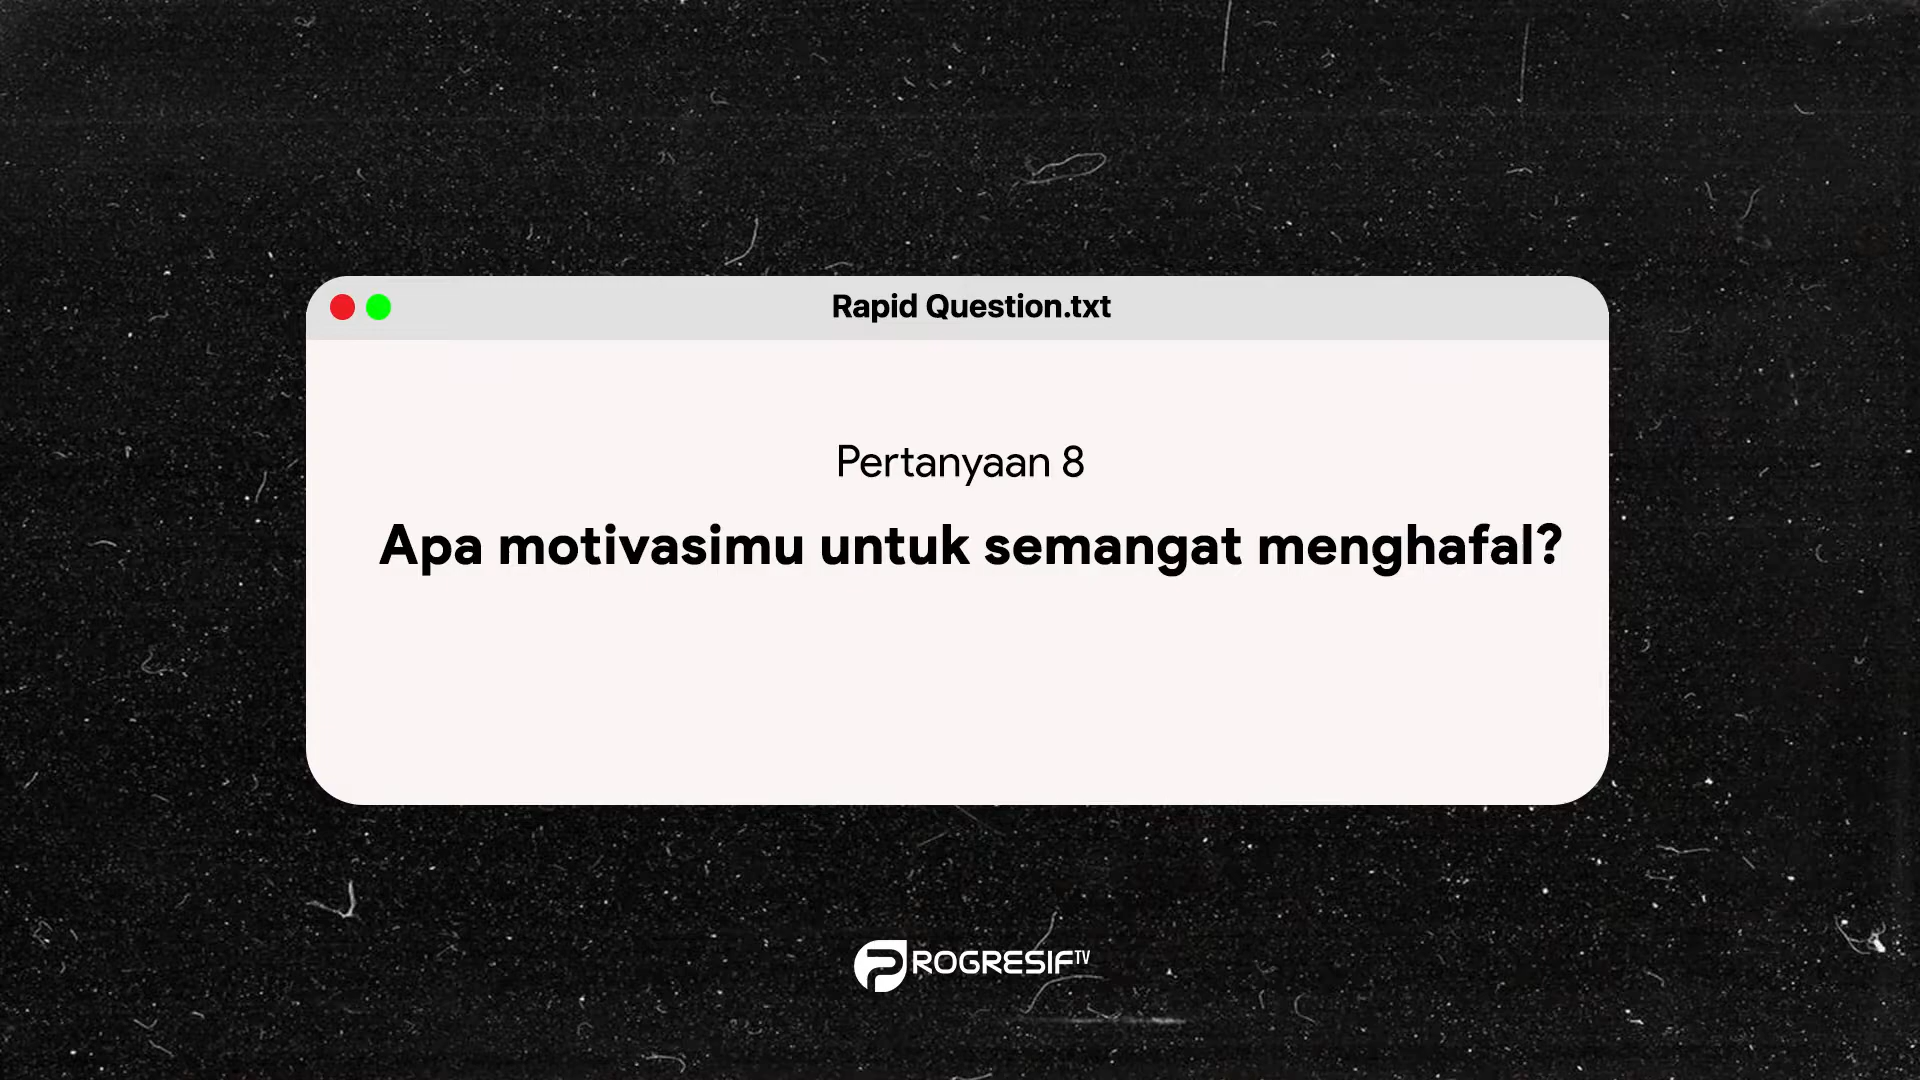 Rapid Question.txt
Pertanyaan 8
Apa motivasimu untuk semangat menghafal?
PROGRESIF TV